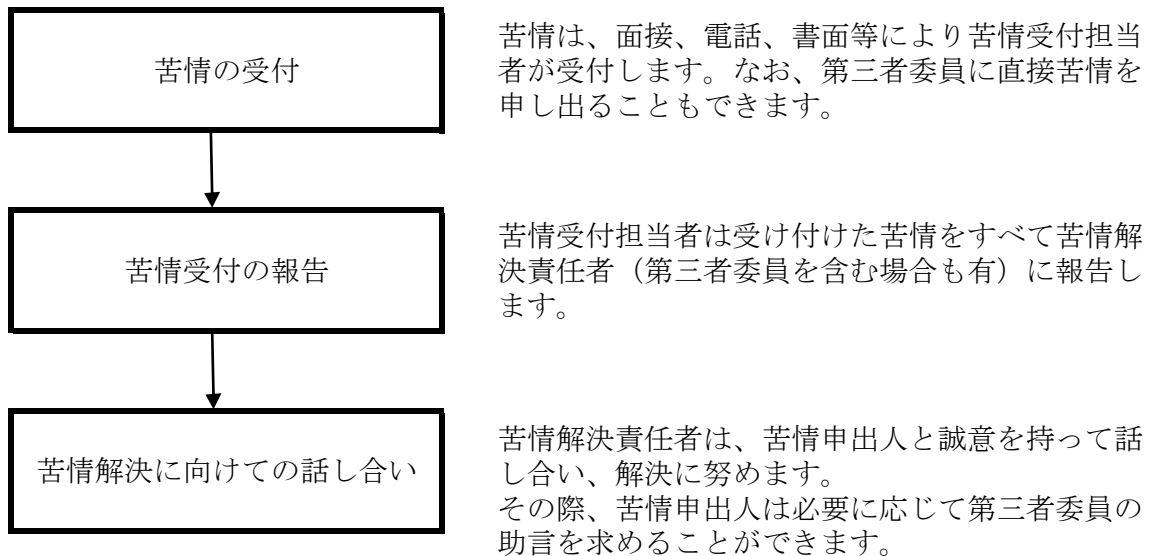 苦情の受付
苦情は、面接、電話、書面等により苦情受付担当
者が受付します。なお、第三者委員に直接苦情を
申し出ることもできます。
苦情受付の報告
苦情受付担当者は受け付けた苦情をすべて苦情解
決責任者（第三者委員を含む場合も有）に報告し
ます。
苦情解決に向けての話し合い
苦情解決責任者は、苦情申出人と誠意を持って話
し合い、解決に努めます。
その際、苦情申出人は必要に応じて第三者委員の
助言を求めることができます。